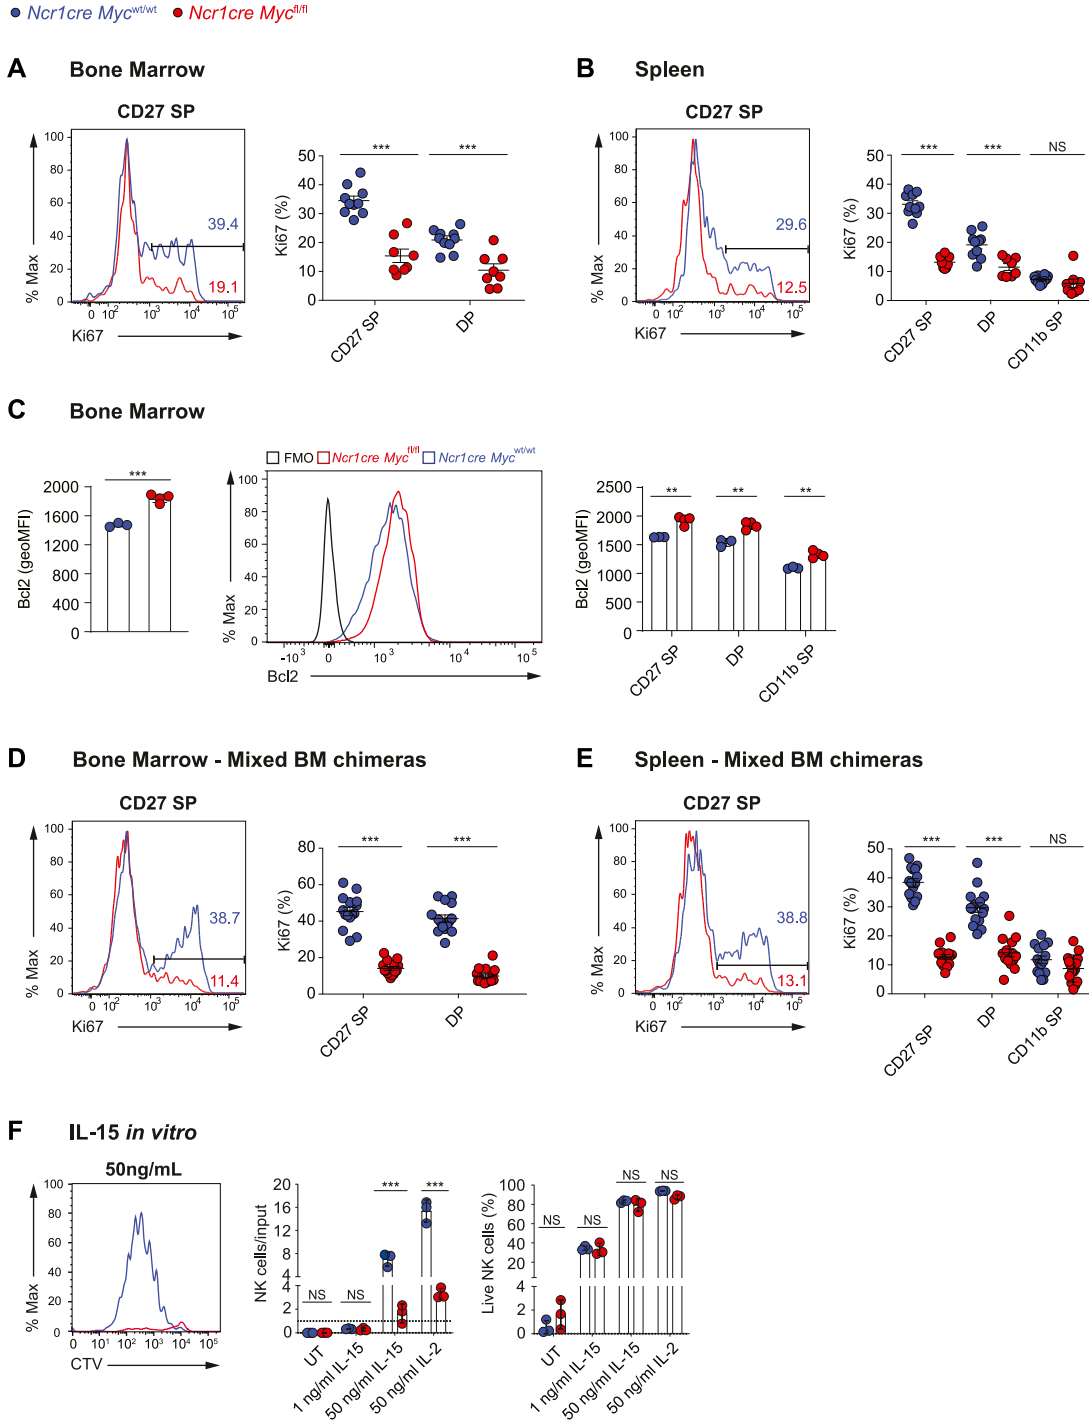 Ncr1cre Myc^wt/wt Ncr1cre Myc^fl/fl
A Bone Marrow
CD27 SP
% Max
100
80
60
40
20
0
39.4
19.1
0 10^2 10^3 10^4 10^5
Ki67
Ki67 (%)
50
40
30
20
10
0
*** ***
CD27 SP
DP
B Spleen
CD27 SP
% Max
100
80
60
40
20
0
29.6
12.5
0 10^2 10^3 10^4 10^5
Ki67
Ki67 (%)
50
40
30
20
10
0
*** *** NS
CD27 SP
DP
CD11b SP
C Bone Marrow
Bcl2 (geoMFI)
2000
1600
1200
800
400
0
***
FMO Ncr1cre Myc^fl/fl Ncr1cre Myc^wt/wt
% Max
100
80
60
40
20
0
-10^3 0 10^3 10^4 10^5
Bcl2
Bcl2 (geoMFI)
2500
2000
1500
1000
500
0
** ** **
CD27 SP
DP
CD11b SP
D Bone Marrow - Mixed BM chimeras
CD27 SP
% Max
100
80
60
40
20
0
38.7
11.4
0 10^2 10^3 10^4 10^5
Ki67
Ki67 (%)
80
60
40
20
0
*** ***
CD27 SP
DP
E Spleen - Mixed BM chimeras
CD27 SP
% Max
100
80
60
40
20
0
38.8
13.1
0 10^2 10^3 10^4 10^5
Ki67
Ki67 (%)
50
40
30
20
10
0
*** *** NS
CD27 SP
DP
CD11b SP
F IL-15 in vitro
50ng/mL
% Max
100
80
60
40
20
0
0 10^1 10^2 10^3 10^4 10^5
CTV
NK cells/input
20
16
12
8
4
4
2
0
NS NS *** ***
UT
1 ng/ml IL-15
50 ng/ml IL-15
50 ng/ml IL-2
Live NK cells (%)
100
80
60
40
20
4
2
0
NS NS NS NS
UT
1 ng/ml IL-15
50 ng/ml IL-15
50 ng/ml IL-2